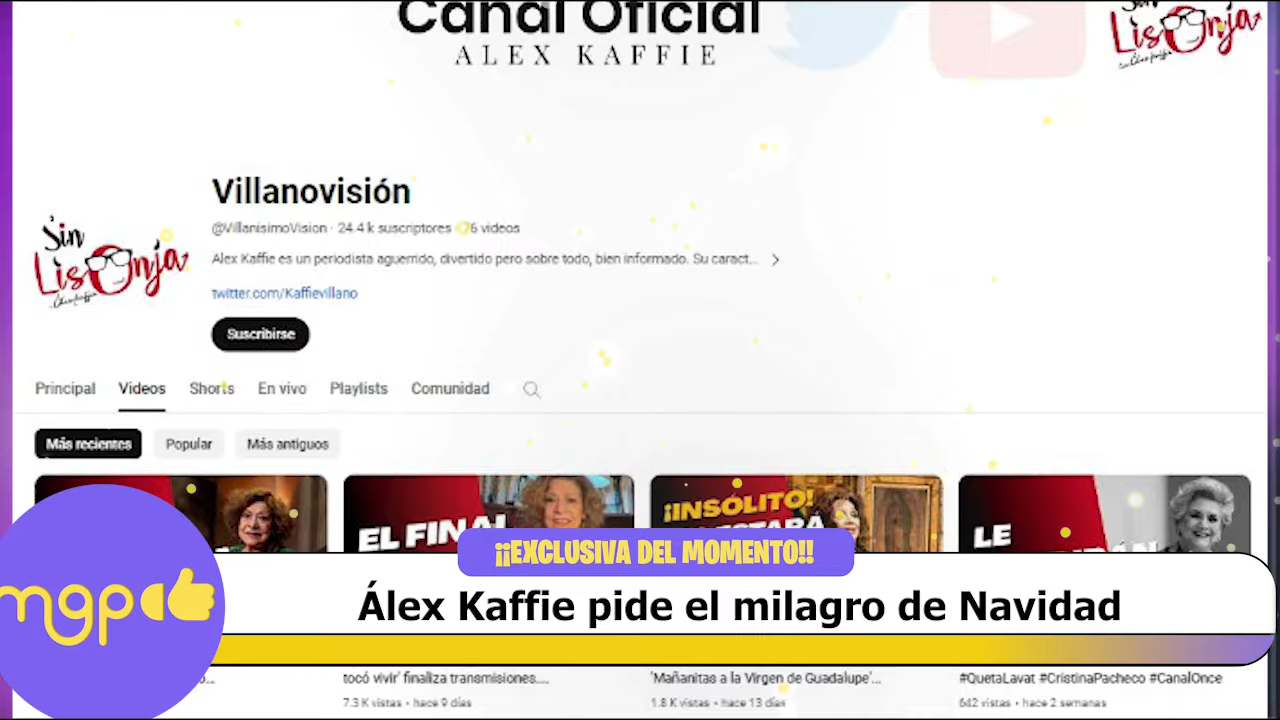 Canal Oficial
ALEX KAFFIE
Sin
Lisonja
Villanovisión
@VillanisimoVision · 24.4 k suscriptores 76 videos
Alex Kaffie es un periodista aguerrido, divertido pero sobre todo, bien informado. Su caract...
twitter.com/Kaffievillano
Suscribirse
Sin
Lisonja
Principal Videos Shorts En vivo Playlists Comunidad
Más recientes Popular Más antiguos
EL FINAL
¡INSÓLITO!
LE
¡¡EXCLUSIVA DEL MOMENTO!!
mgp
Álex Kaffie pide el milagro de Navidad
tocó vivir' finaliza transmisiones....
'Mañanitas a la Virgen de Guadalupe'...
#QuetaLavat #CristinaPacheco #CanalOnce
7.3 K vistas · hace 9 días
1.8 K vistas · hace 13 días
642 vistas · hace 2 semanas